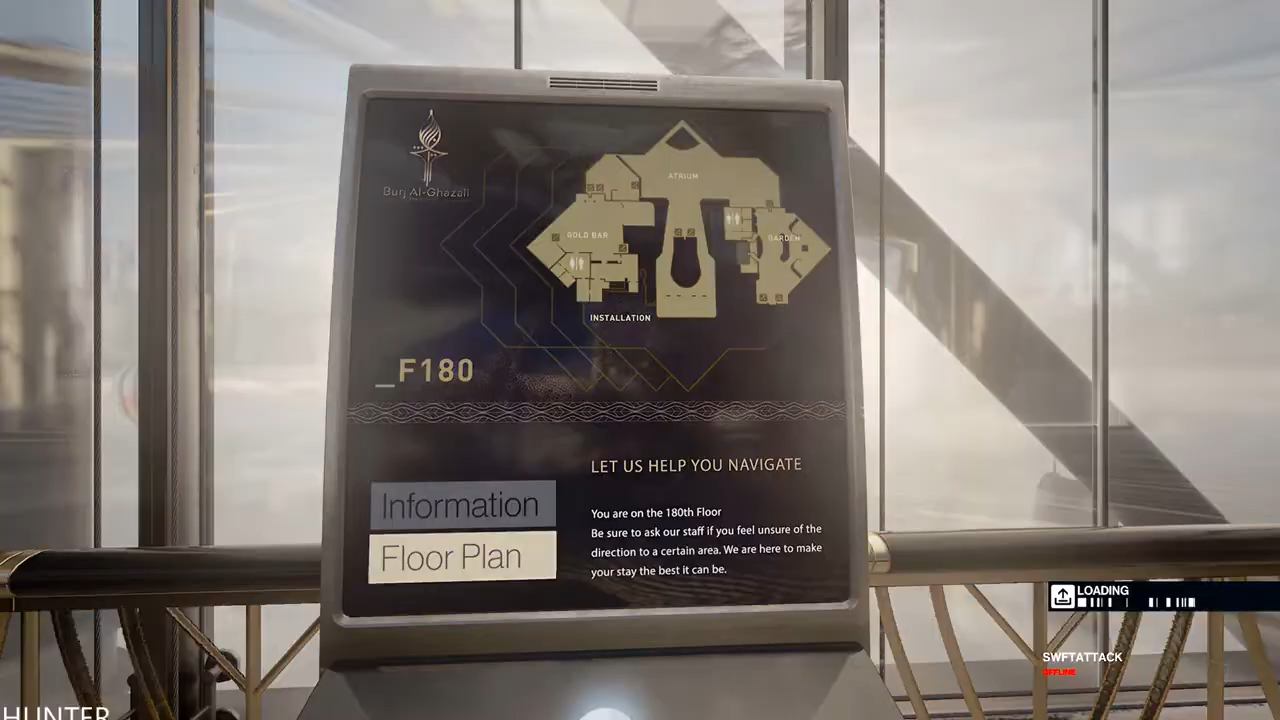 Burj Al-Ghazali
ATRIUM
GOLD BAR
GARDEN
INSTALLATION
_F180
LET US HELP YOU NAVIGATE
Information
Floor Plan
You are on the 180th Floor
Be sure to ask our staff if you feel unsure of the
direction to a certain area. We are here to make
your stay the best it can be.
LOADING
SWFTATTACK
OFFLINE
HUNTER